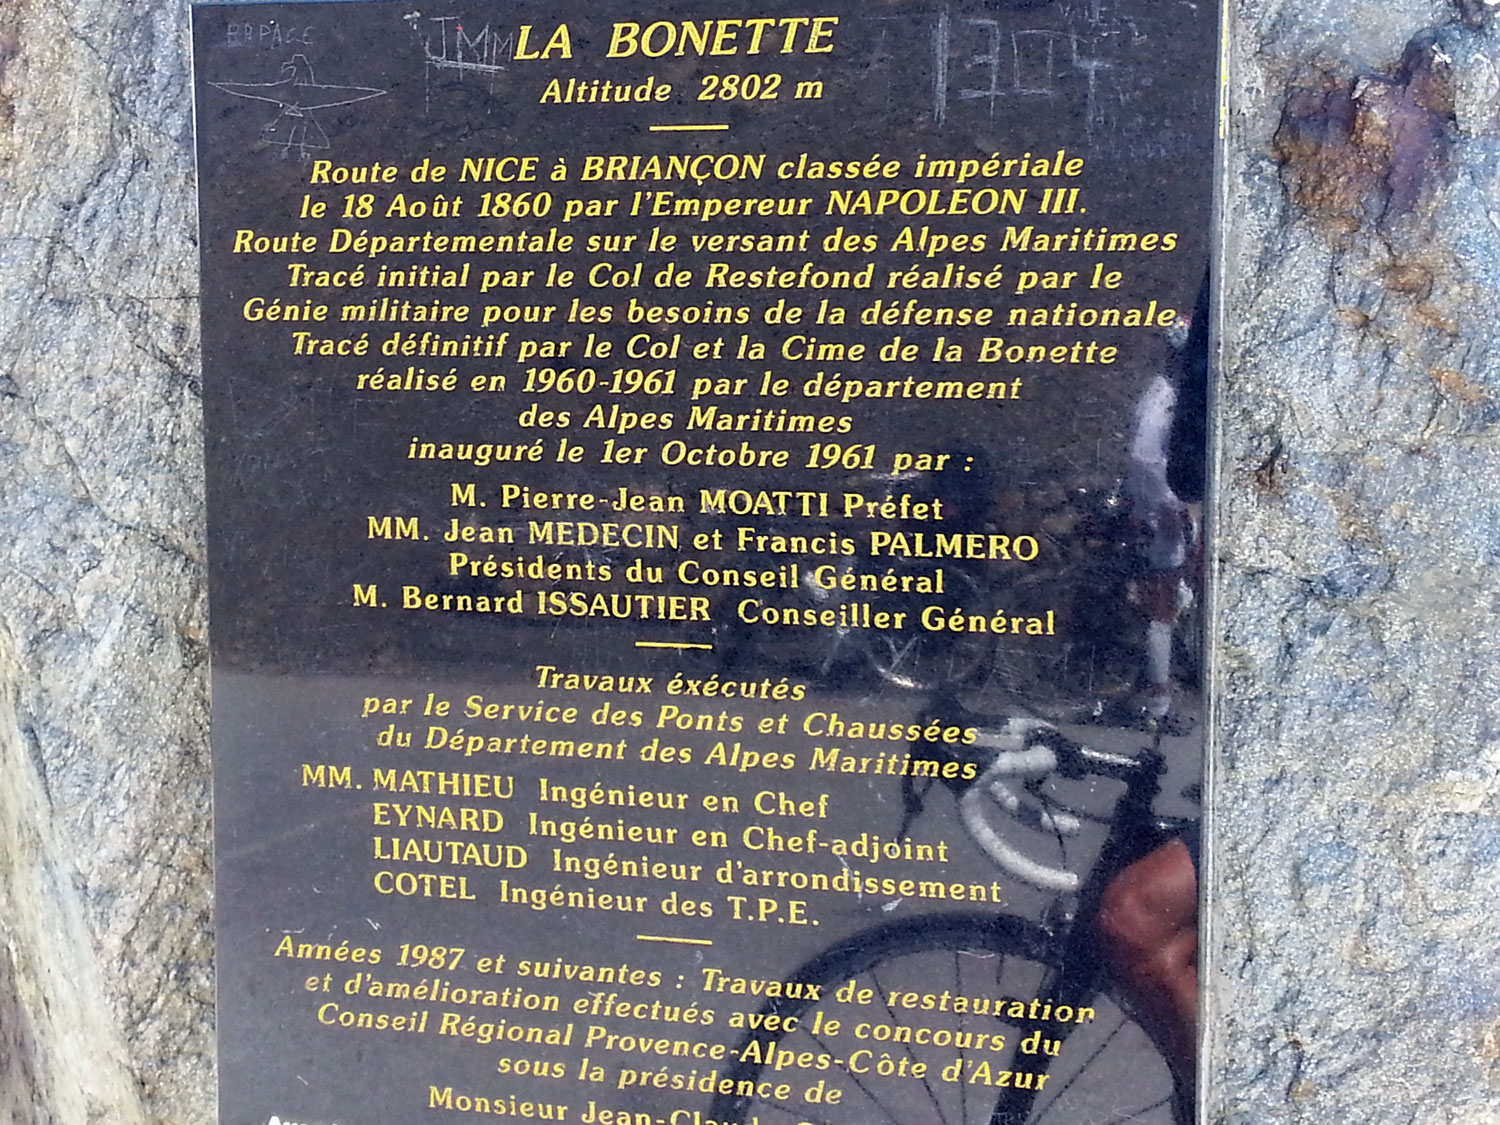 LA BONETTE
Altitude 2802 m
Route de NICE à BRIANÇON classée impériale
le 18 Août 1860 par l'Empereur NAPOLEON III.
Route Départementale sur le versant des Alpes Maritimes
Tracé initial par le Col de Restefond réalisé par le
Génie militaire pour les besoins de la défense nationale.
Tracé définitif par le Col et la Cime de la Bonette
réalisé en 1960-1961 par le département
des Alpes Maritimes
inauguré le 1er Octobre 1961 par :
M. Pierre-Jean MOATTI Préfet
MM. Jean MEDECIN et Francis PALMERO
Présidents du Conseil Général
M. Bernard ISSAUTIER Conseiller Général
Travaux éxécutés
par le Service des Ponts et Chaussées
du Département des Alpes Maritimes
MM. MATHIEU Ingénieur en Chef
EYNARD Ingénieur en Chef-adjoint
LIAUTAUD Ingénieur d'arrondissement
COTEL Ingénieur des T.P.E.
Années 1987 et suivantes : Travaux de restauration
et d'amélioration effectués avec le concours du
Conseil Régional Provence-Alpes-Côte d'Azur
sous la présidence de
Monsieur Jean-Claude